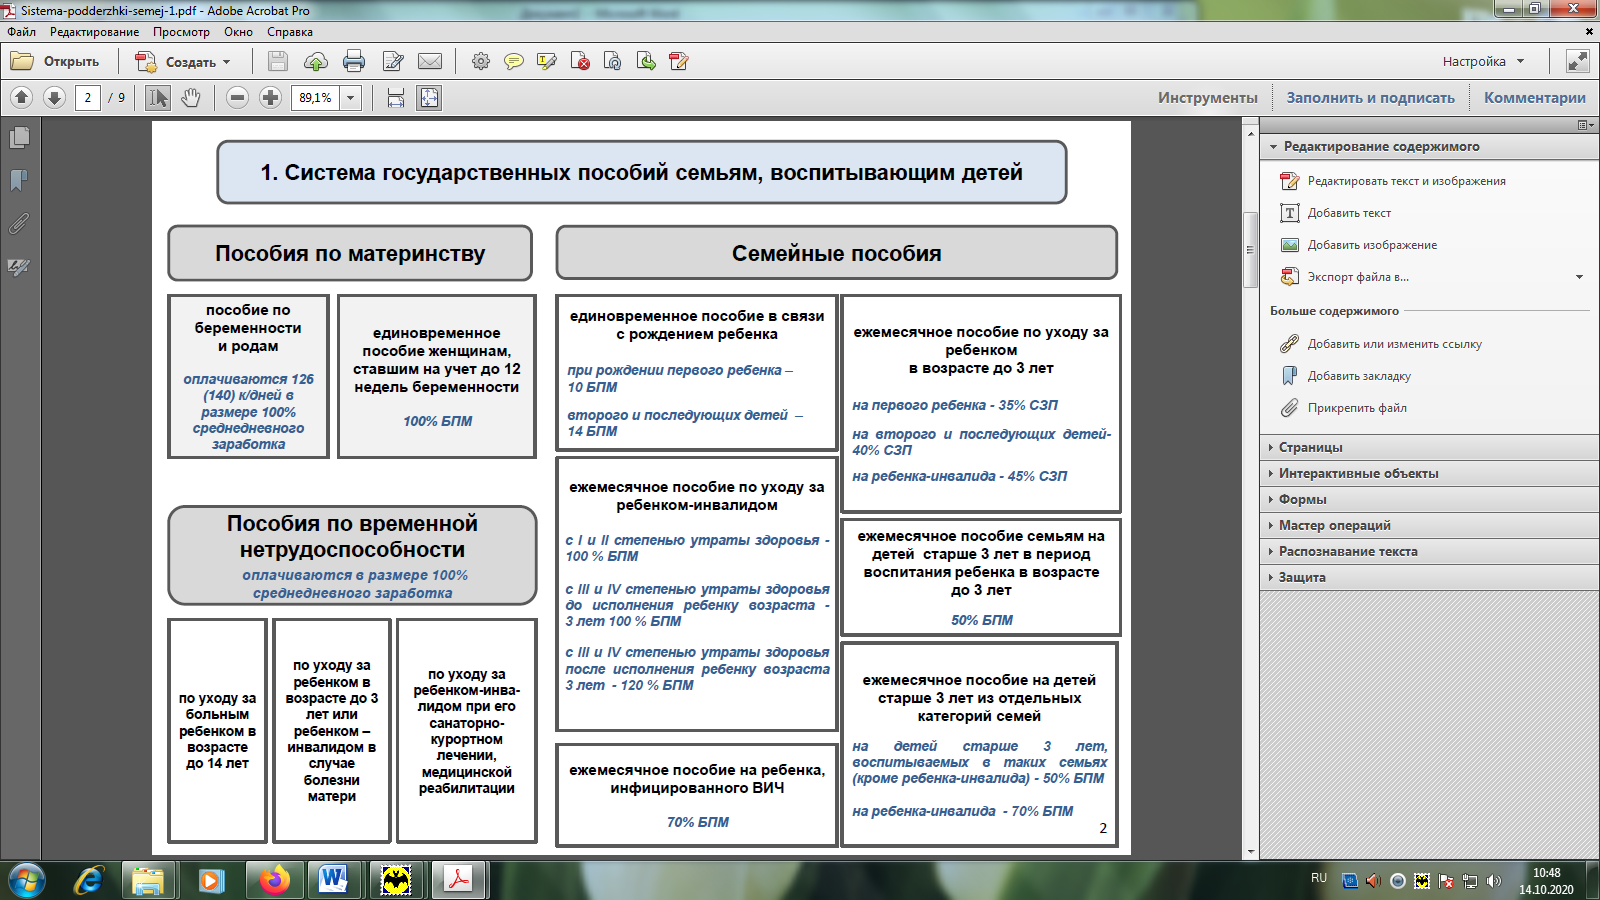 Sistema-podderzhki-semej-1.pdf - Adobe Acrobat Pro
Файл Редактирование Просмотр Окно Справка
Открыть Создать Настройка
2 / 9 89,1% Инструменты Заполнить и подписать Комментарии
1. Система государственных пособий семьям, воспитывающим детей
Пособия по материнству
пособие по
беременности
и родам
оплачиваются 126
(140) к/дней в
размере 100%
среднедневного
заработка
единовременное
пособие женщинам,
ставшим на учет до 12
недель беременности
100% БПМ
Пособия по временной
нетрудоспособности
оплачиваются в размере 100%
среднедневного заработка
по уходу за
больным
ребенком в
возрасте
до 14 лет
по уходу за
ребенком в
возрасте до 3
лет или
ребенком –
инвалидом в
случае
болезни
матери
по уходу за
ребенком-инва-
лидом при его
санаторно-
курортном
лечении,
медицинской
реабилитации
Семейные пособия
единовременное пособие в связи
с рождением ребенка
при рождении первого ребенка –
10 БПМ
второго и последующих детей –
14 БПМ
ежемесячное пособие по уходу за
ребенком-инвалидом
с I и II степенью утраты здоровья -
100 % БПМ
с III и IV степенью утраты здоровья
до исполнения ребенку возраста -
3 лет 100 % БПМ
с III и IV степенью утраты здоровья
после исполнения ребенку возраста
3 лет - 120 % БПМ
ежемесячное пособие на ребенка,
инфицированного ВИЧ
70% БПМ
ежемесячное пособие по уходу за
ребенком
в возрасте до 3 лет
на первого ребенка - 35% СЗП
на второго и последующих детей-
40% СЗП
на ребенка-инвалида - 45% СЗП
ежемесячное пособие семьям на
детей старше 3 лет в период
воспитания ребенка в возрасте
до 3 лет
50% БПМ
ежемесячное пособие на детей
старше 3 лет из отдельных
категорий семей
на детей старше 3 лет,
воспитываемых в таких семьях
(кроме ребенка-инвалида) - 50% БПМ
на ребенка-инвалида - 70% БПМ
2
Редактирование содержимого
Редактировать текст и изображения
Добавить текст
Добавить изображение
Экспорт файла в...
Больше содержимого
Добавить или изменить ссылку
Добавить закладку
Прикрепить файл
Страницы
Интерактивные объекты
Формы
Мастер операций
Распознавание текста
Защита
RU
10:48
14.10.2020